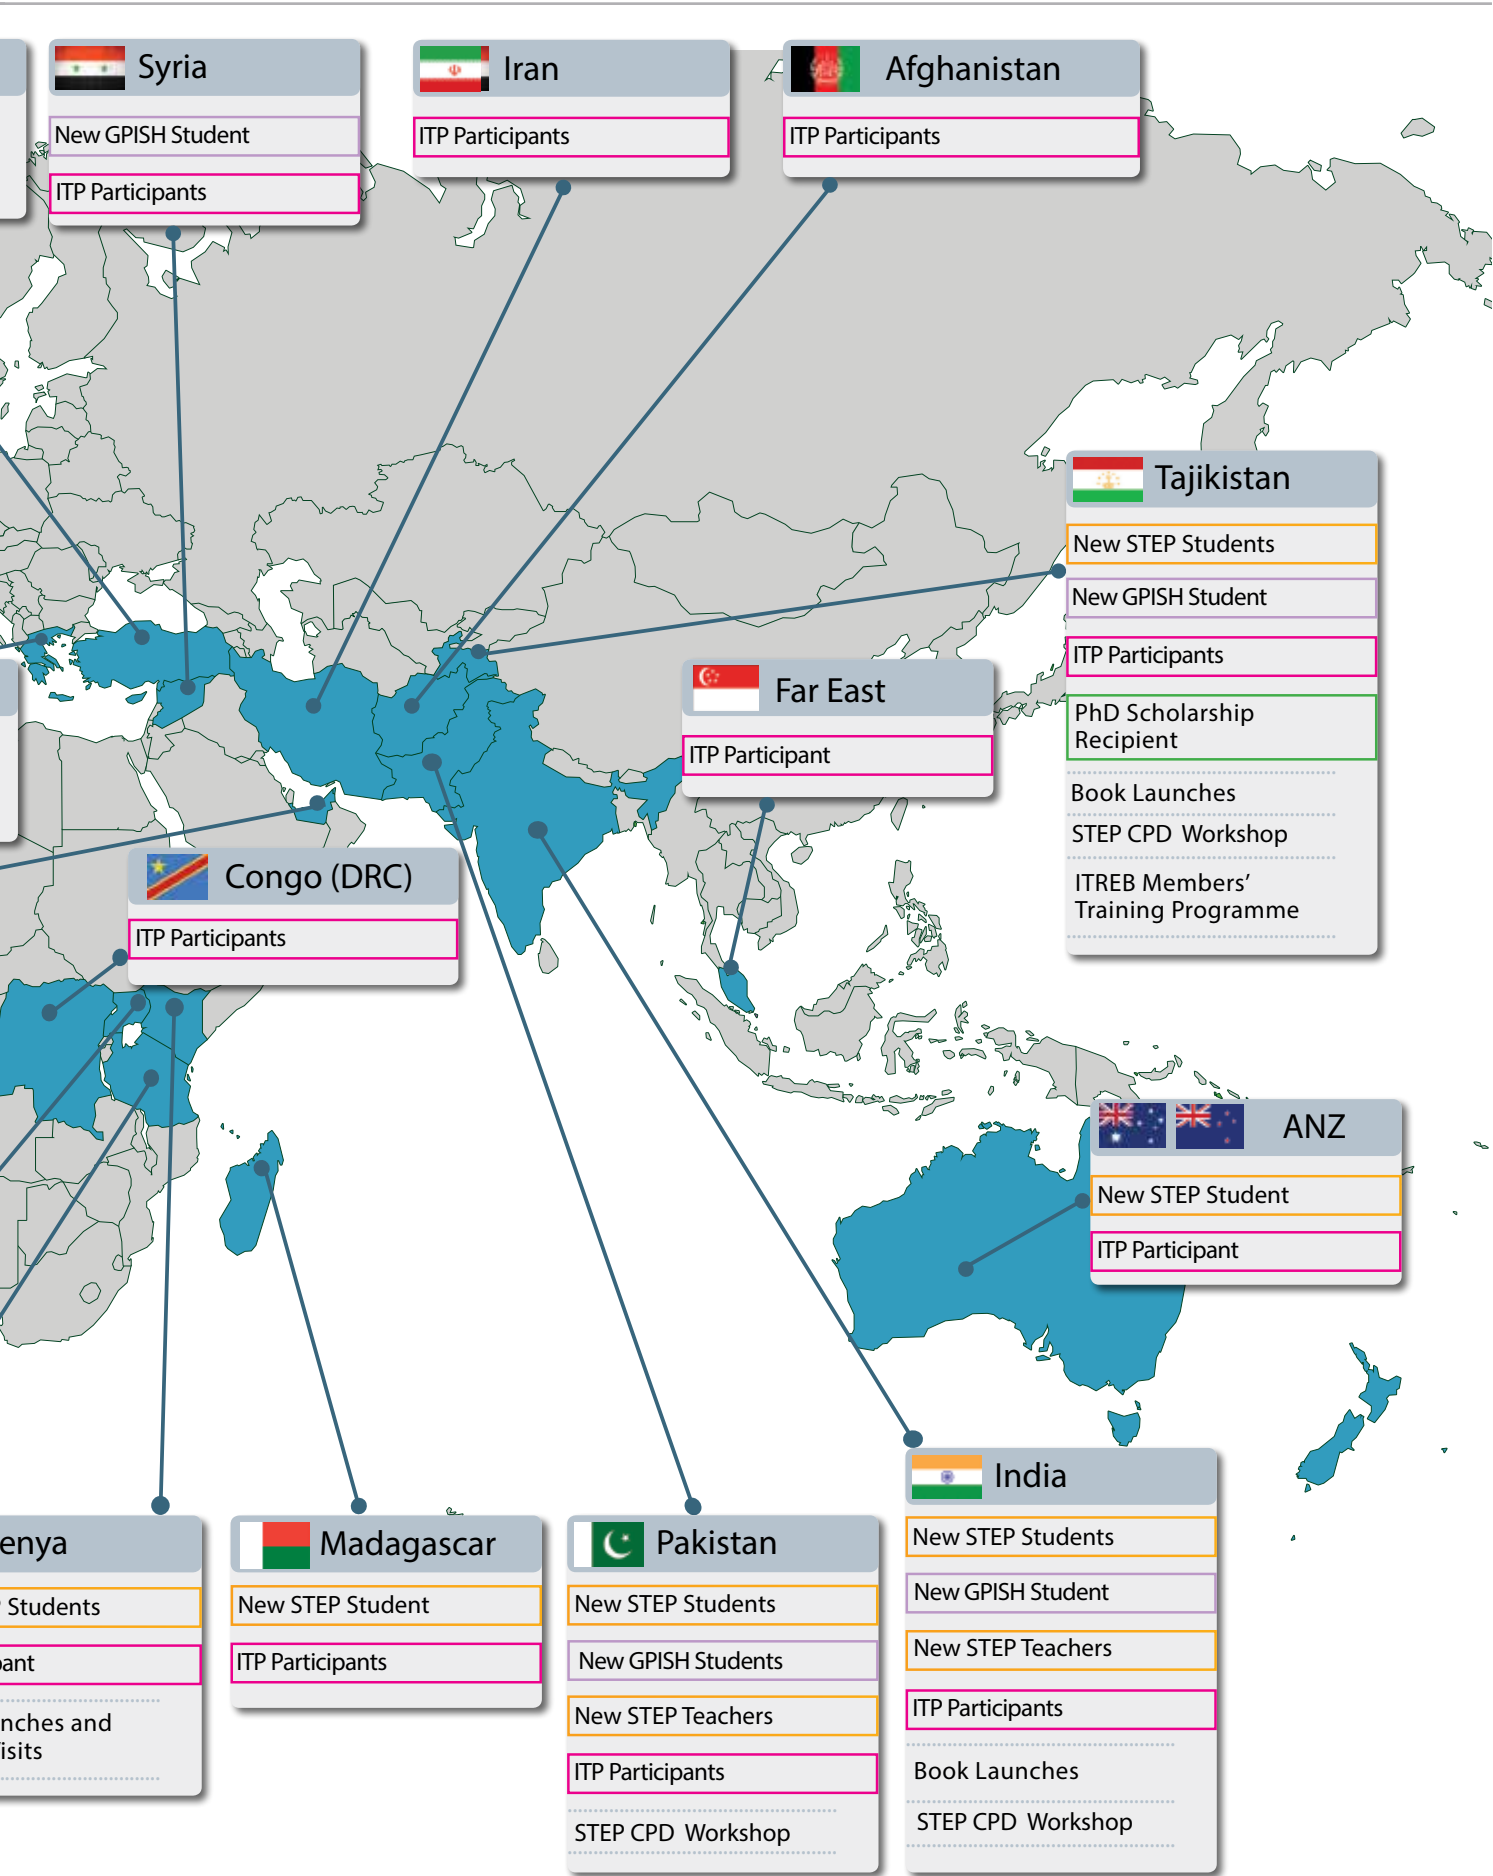 Syria
New GPISH Student
ITP Participants
Iran
ITP Participants
Afghanistan
ITP Participants
Tajikistan
New STEP Students
New GPISH Student
ITP Participants
PhD Scholarship
Recipient
Book Launches
STEP CPD Workshop
ITREB Members’
Training Programme
Far East
ITP Participant
Congo (DRC)
ITP Participants
ANZ
New STEP Student
ITP Participant
enya
Students
ant
nches and
isits
Madagascar
New STEP Student
ITP Participants
Pakistan
New STEP Students
New GPISH Students
New STEP Teachers
ITP Participants
STEP CPD Workshop
India
New STEP Students
New GPISH Student
New STEP Teachers
ITP Participants
Book Launches
STEP CPD Workshop